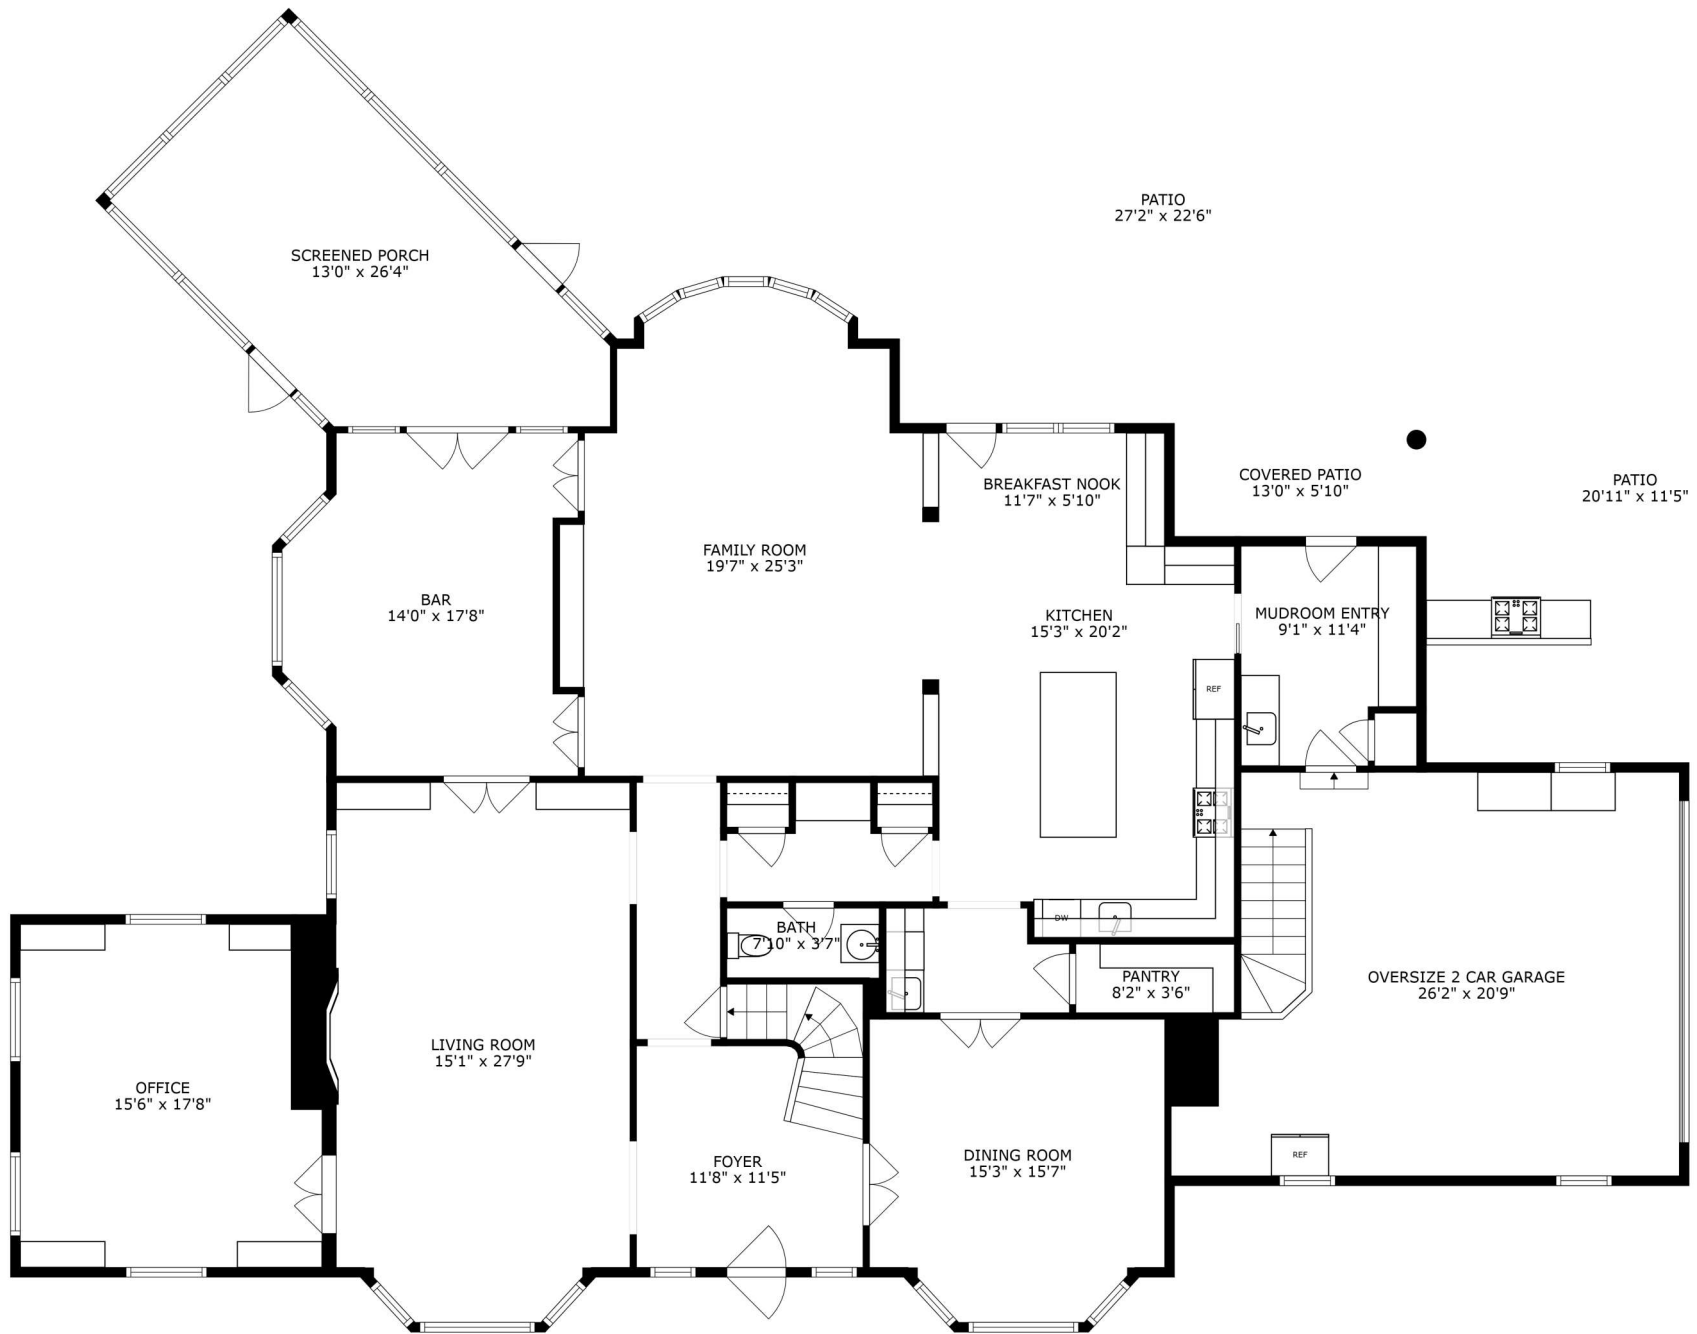 PATIO
27'2" x 22'6"
SCREENED PORCH
13'0" x 26'4"
BREAKFAST NOOK
11'7" x 5'10"
COVERED PATIO
13'0" x 5'10"
PATIO
20'11" x 11'5"
FAMILY ROOM
19'7" x 25'3"
BAR
14'0" x 17'8"
KITCHEN
15'3" x 20'2"
MUDROOM ENTRY
9'1" x 11'4"
REF
DW
BATH
7'10" x 3'7"
PANTRY
8'2" x 3'6"
OVERSIZE 2 CAR GARAGE
26'2" x 20'9"
LIVING ROOM
15'1" x 27'9"
OFFICE
15'6" x 17'8"
FOYER
11'8" x 11'5"
DINING ROOM
15'3" x 15'7"
REF